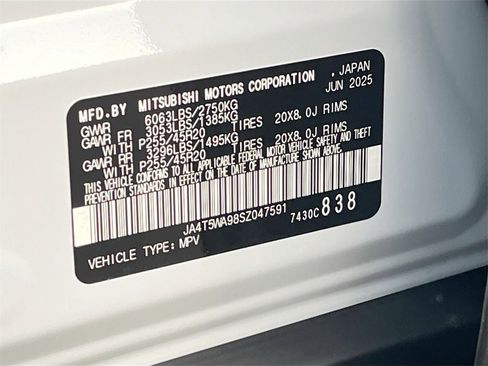 MFD.BY MITSUBISHI MOTORS CORPORATION , JAPAN
GVWR 6063LBS/2750KG JUN 2025
GAWR FR 3053LBS/1385KG
WITH P255/45R20 TIRES 20X8.0J RIMS
GAWR RR 3296LBS/1495KG
WITH P255/45R20 TIRES 20X8.0J RIMS
THIS VEHICLE CONFORMS TO ALL APPLICABLE FEDERAL MOTOR VEHICLE SAFETY AND THEFT
PREVENTION STANDARDS IN EFFECT ON THE DATE OF MANUFACTURE SHOWN ABOVE.
JA4T5WA98SZ047591 7430C 838
VEHICLE TYPE: MPV